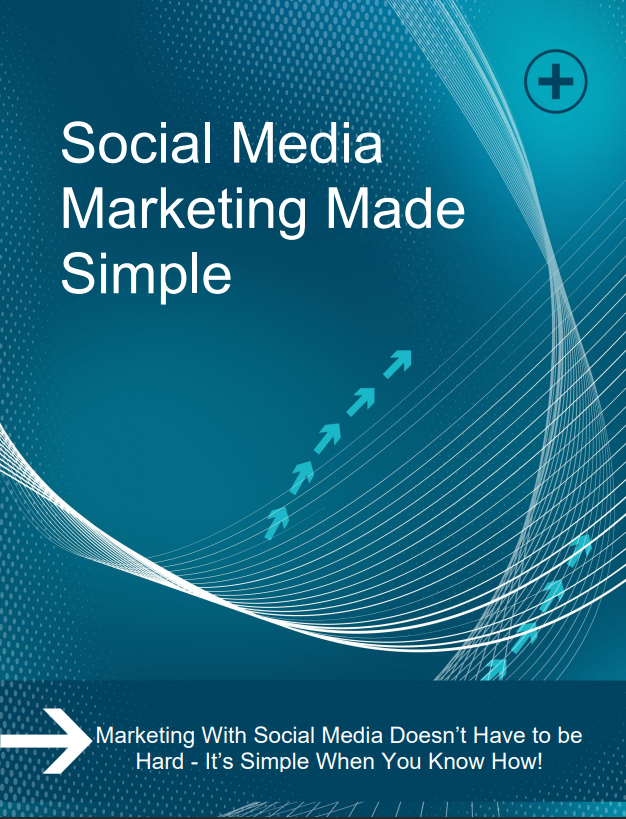 Social Media
Marketing Made
Simple
Marketing With Social Media Doesn’t Have to be
Hard - It’s Simple When You Know How!